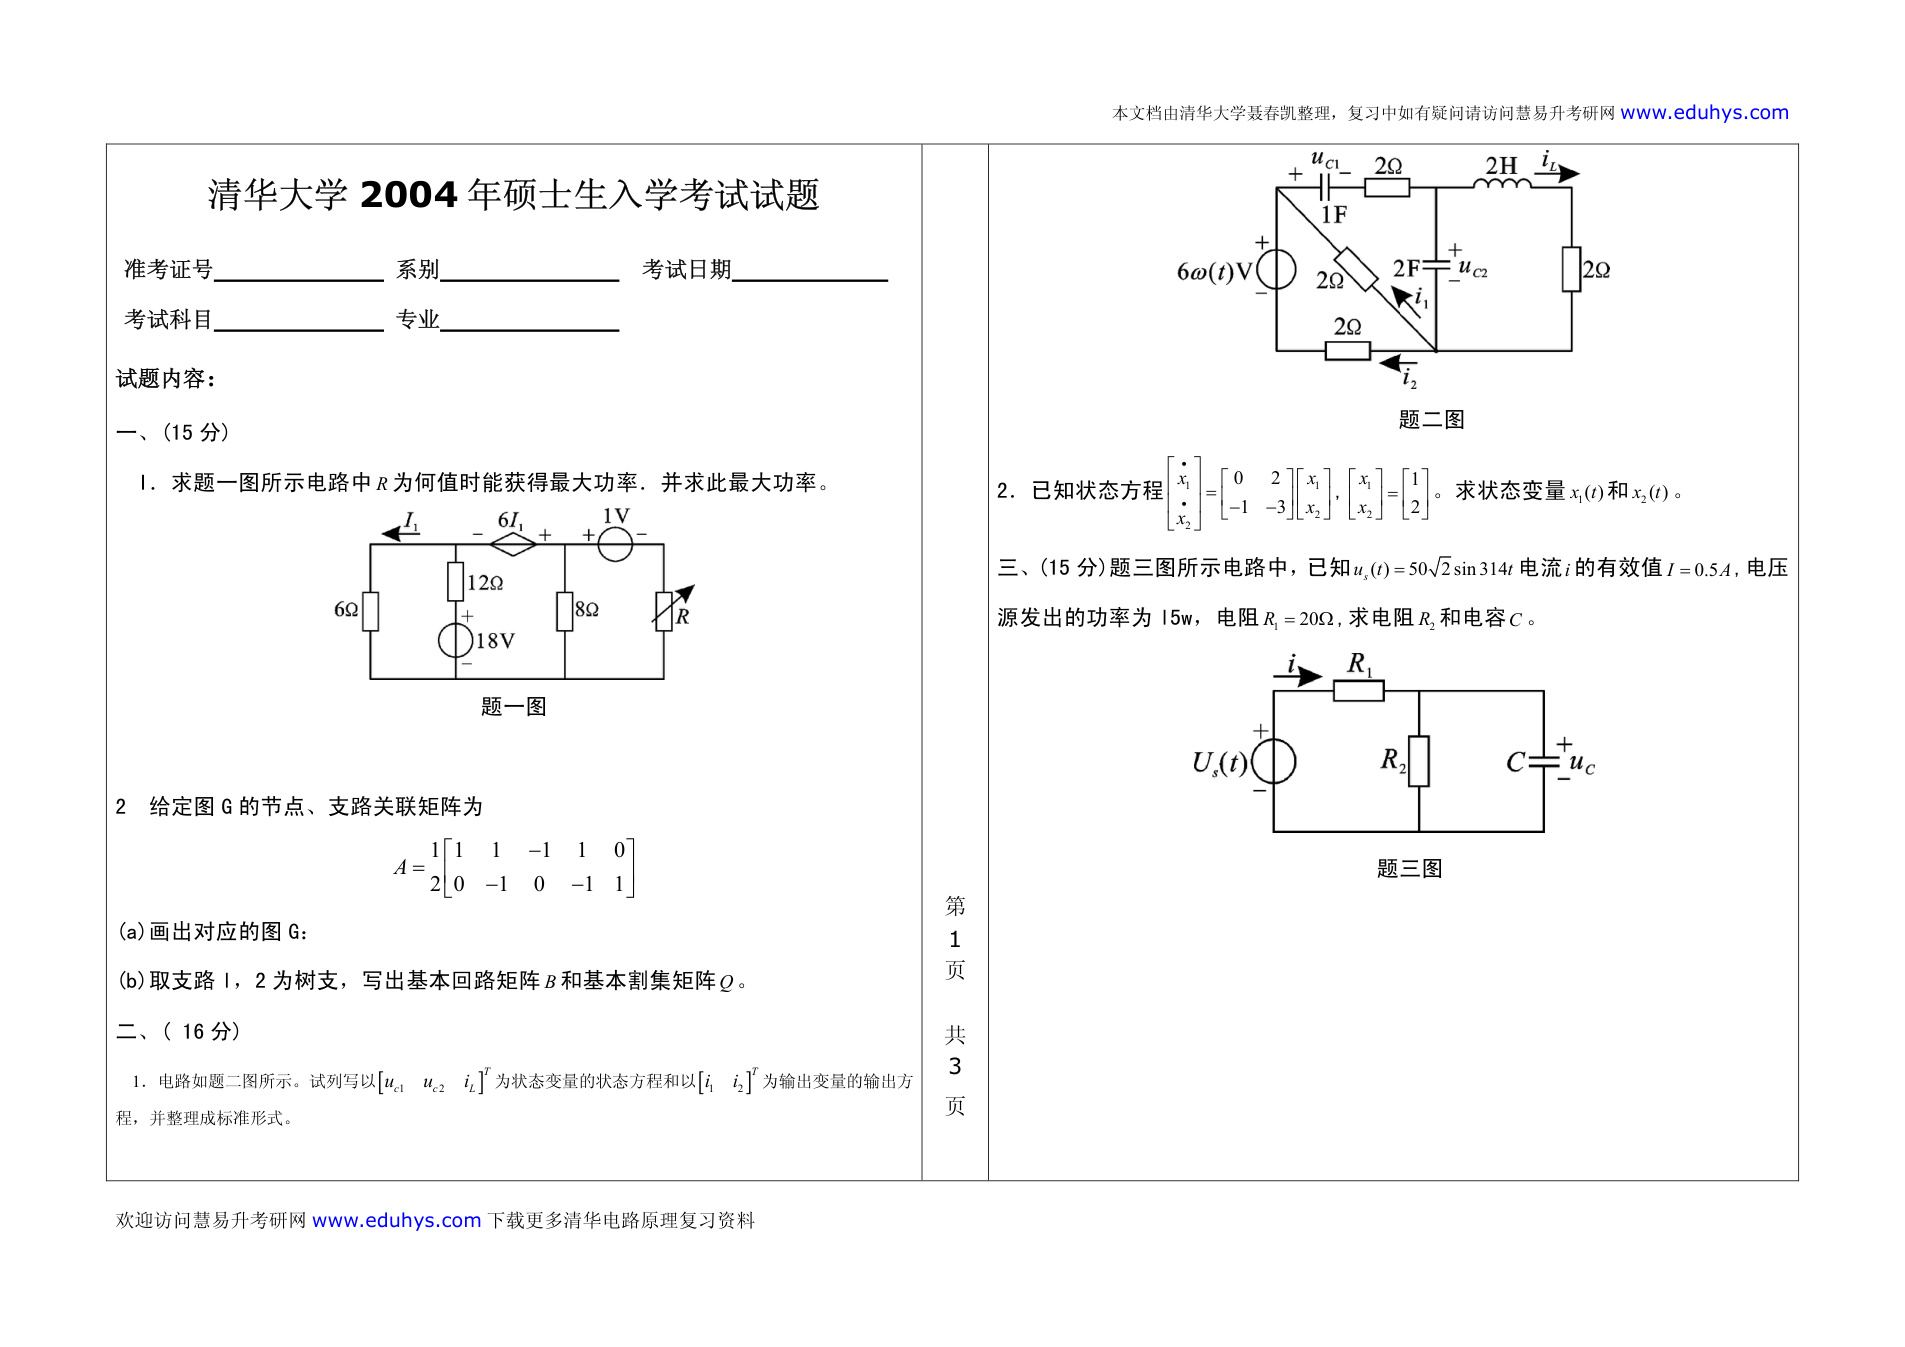 本文档由清华大学聂春凯整理，复习中如有疑问请访问慧易升考研网 www.eduhys.com
清华大学 2004 年硕士生入学考试试题
准考证号 系别 考试日期
考试科目 专业
试题内容：
一、(15 分)
l．求题一图所示电路中 R 为何值时能获得最大功率．并求此最大功率。
I₁ − 6I₁ + + 1V −
12Ω
6Ω + 8Ω R
18V
−
题一图
2 给定图 G 的节点、支路关联矩阵为
A = 1 [ 1 1 −1 1 0 ]
2 [ 0 −1 0 −1 1 ]
(a)画出对应的图 G：
(b)取支路 l，2 为树支，写出基本回路矩阵 B 和基本割集矩阵 Q 。
二、( 16 分)
1．电路如题二图所示。试列写以[u_c1 u_c2 i_L]^T 为状态变量的状态方程和以[i₁ i₂]^T 为输出变量的输出方
程，并整理成标准形式。
第
1
页
共
3
页
+ u_C1 − 2Ω 2H i_L
1F
+ +
6ω(t)V 2Ω 2F u_C2 2Ω
− i₁ −
2Ω
i₂
题二图
2．已知状态方程 [ẋ₁; ẋ₂] = [0 2; −1 −3][x₁; x₂] , [x₁; x₂] = [1; 2] 。求状态变量 x₁(t) 和 x₂(t) 。
三、(15 分)题三图所示电路中，已知 u_s(t) = 50√2 sin 314t 电流 i 的有效值 I = 0.5A ,电压
源发出的功率为 l5w，电阻 R₁ = 20Ω ,求电阻 R₂ 和电容 C 。
i R₁
+ +
U_s(t) R₂ C u_C
− −
题三图
欢迎访问慧易升考研网 www.eduhys.com 下载更多清华电路原理复习资料